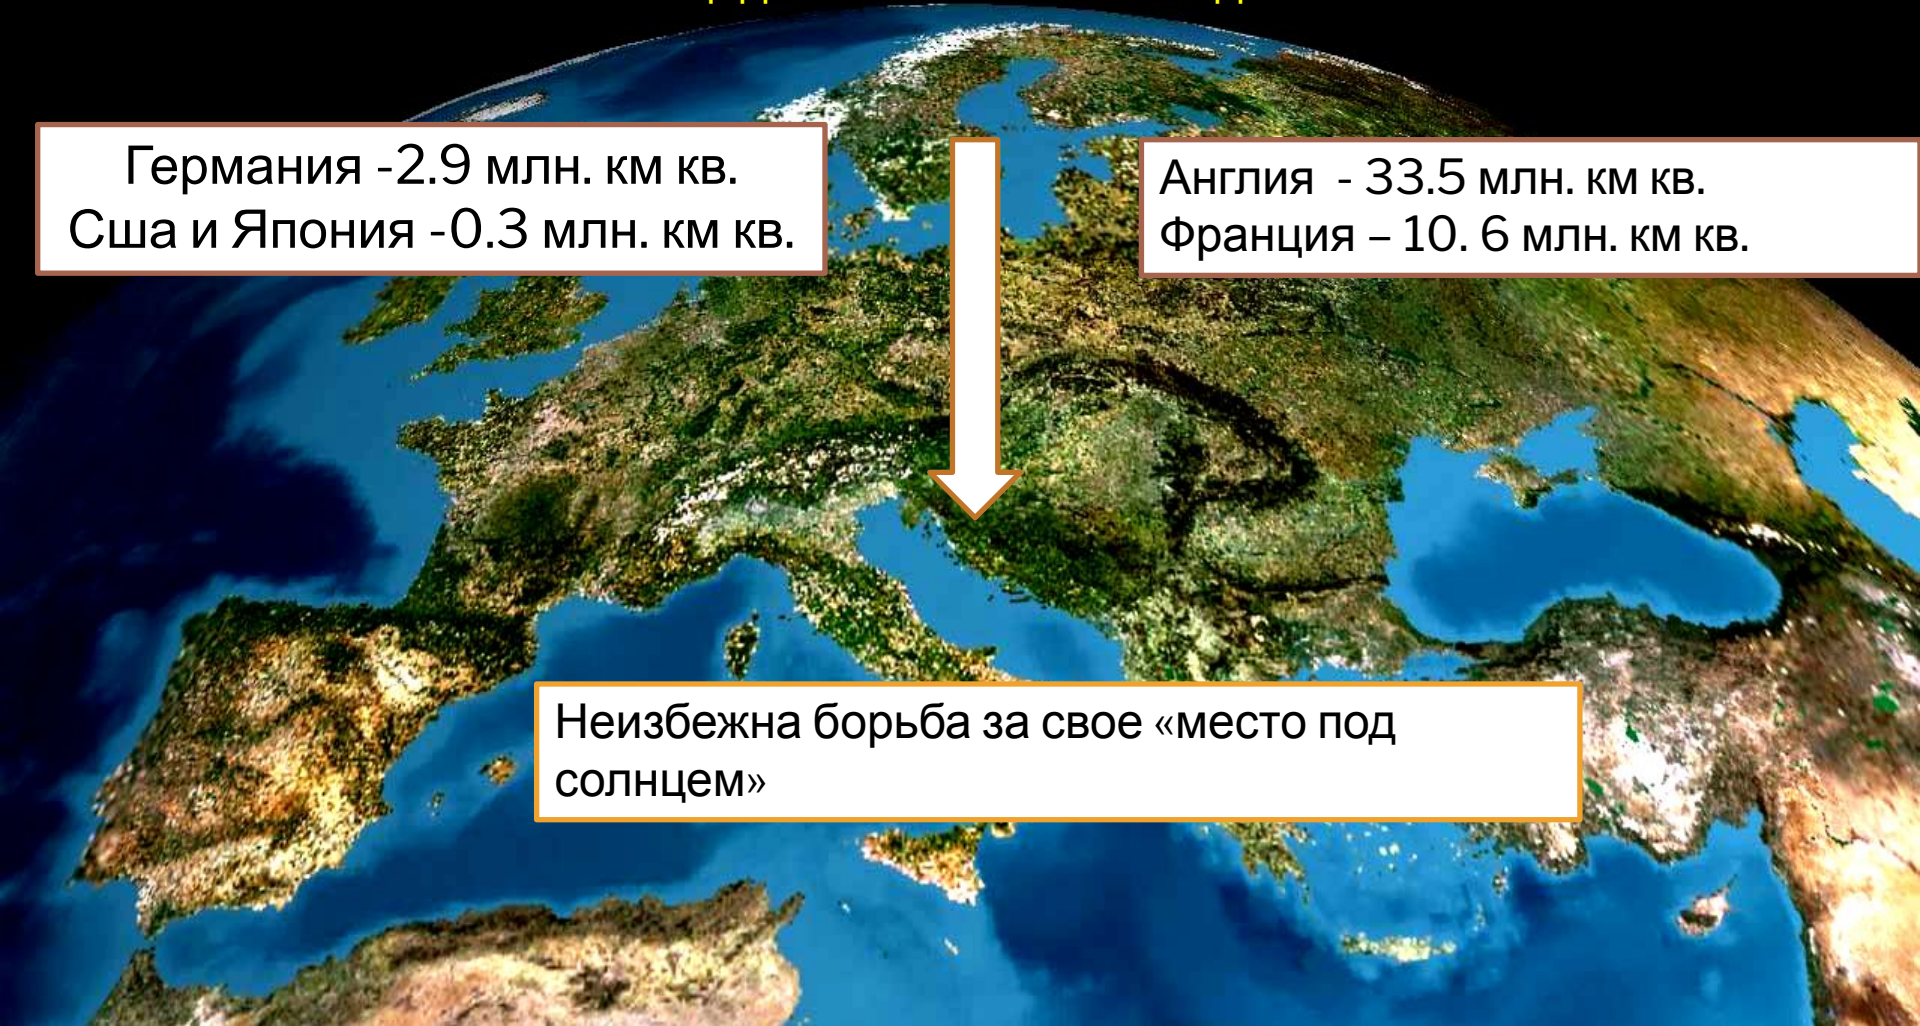 Германия -2.9 млн. км кв.
Сша и Япония -0.3 млн. км кв.
Англия - 33.5 млн. км кв.
Франция – 10. 6 млн. км кв.
Неизбежна борьба за свое «место под
солнцем»